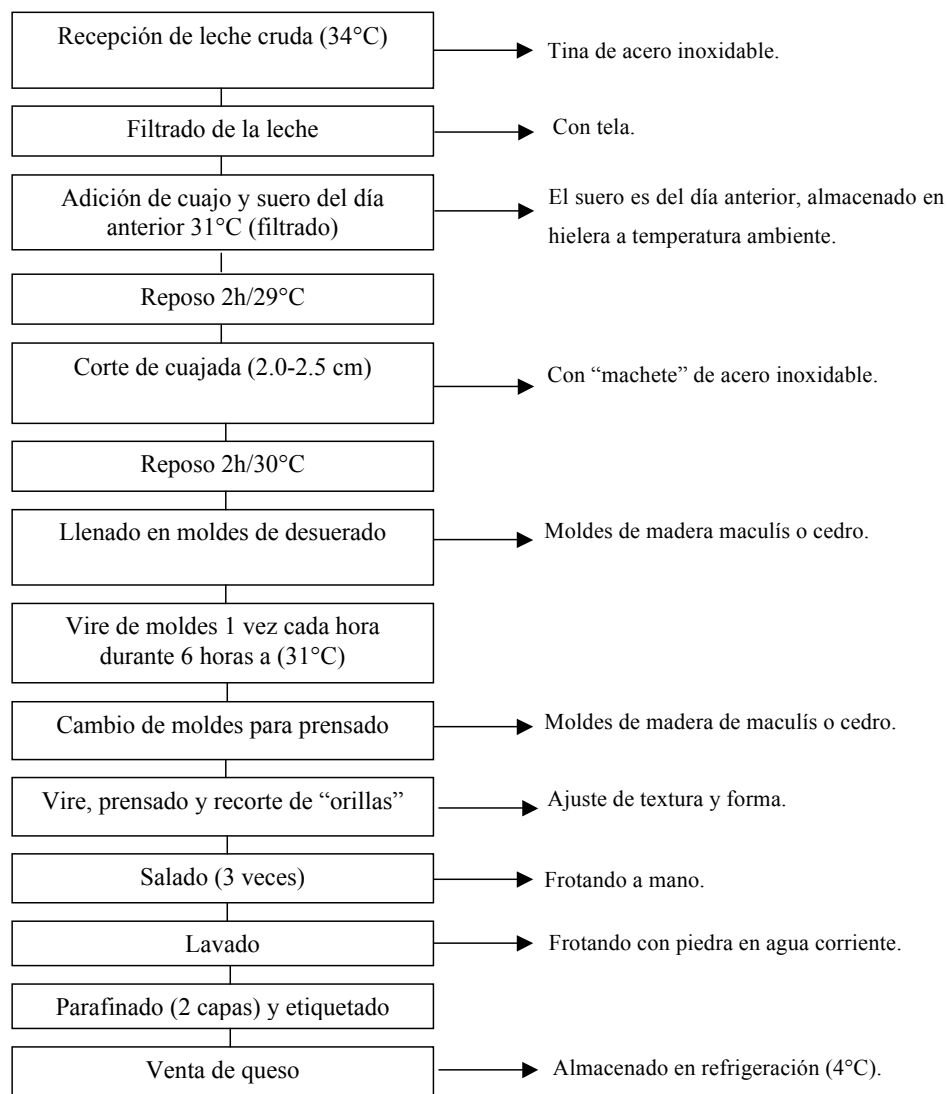 Recepción de leche cruda (34°C)
Tina de acero inoxidable.
Filtrado de la leche
Con tela.
Adición de cuajo y suero del día
anterior 31°C (filtrado)
El suero es del día anterior, almacenado en
hielera a temperatura ambiente.
Reposo 2h/29°C
Corte de cuajada (2.0-2.5 cm)
Con “machete” de acero inoxidable.
Reposo 2h/30°C
Llenado en moldes de desuerado
Moldes de madera maculís o cedro.
Vire de moldes 1 vez cada hora
durante 6 horas a (31°C)
Cambio de moldes para prensado
Moldes de madera de maculís o cedro.
Vire, prensado y recorte de “orillas”
Ajuste de textura y forma.
Salado (3 veces)
Frotando a mano.
Lavado
Frotando con piedra en agua corriente.
Parafinado (2 capas) y etiquetado
Venta de queso
Almacenado en refrigeración (4°C).